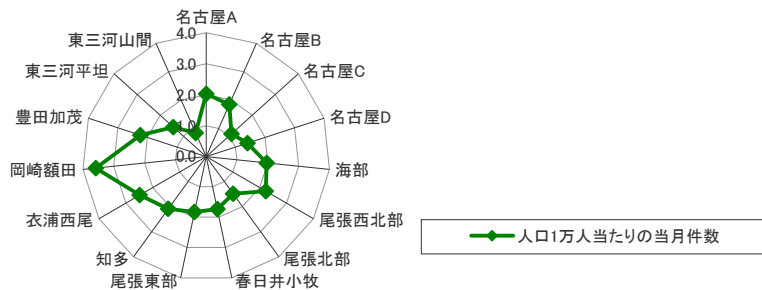 名古屋A
名古屋B
名古屋C
名古屋D
海部
尾張西北部
尾張北部
春日井小牧
尾張東部
知多
衣浦西尾
岡崎額田
豊田加茂
東三河平坦
東三河山間
4.0
3.0
2.0
1.0
0.0
人口1万人当たりの当月件数